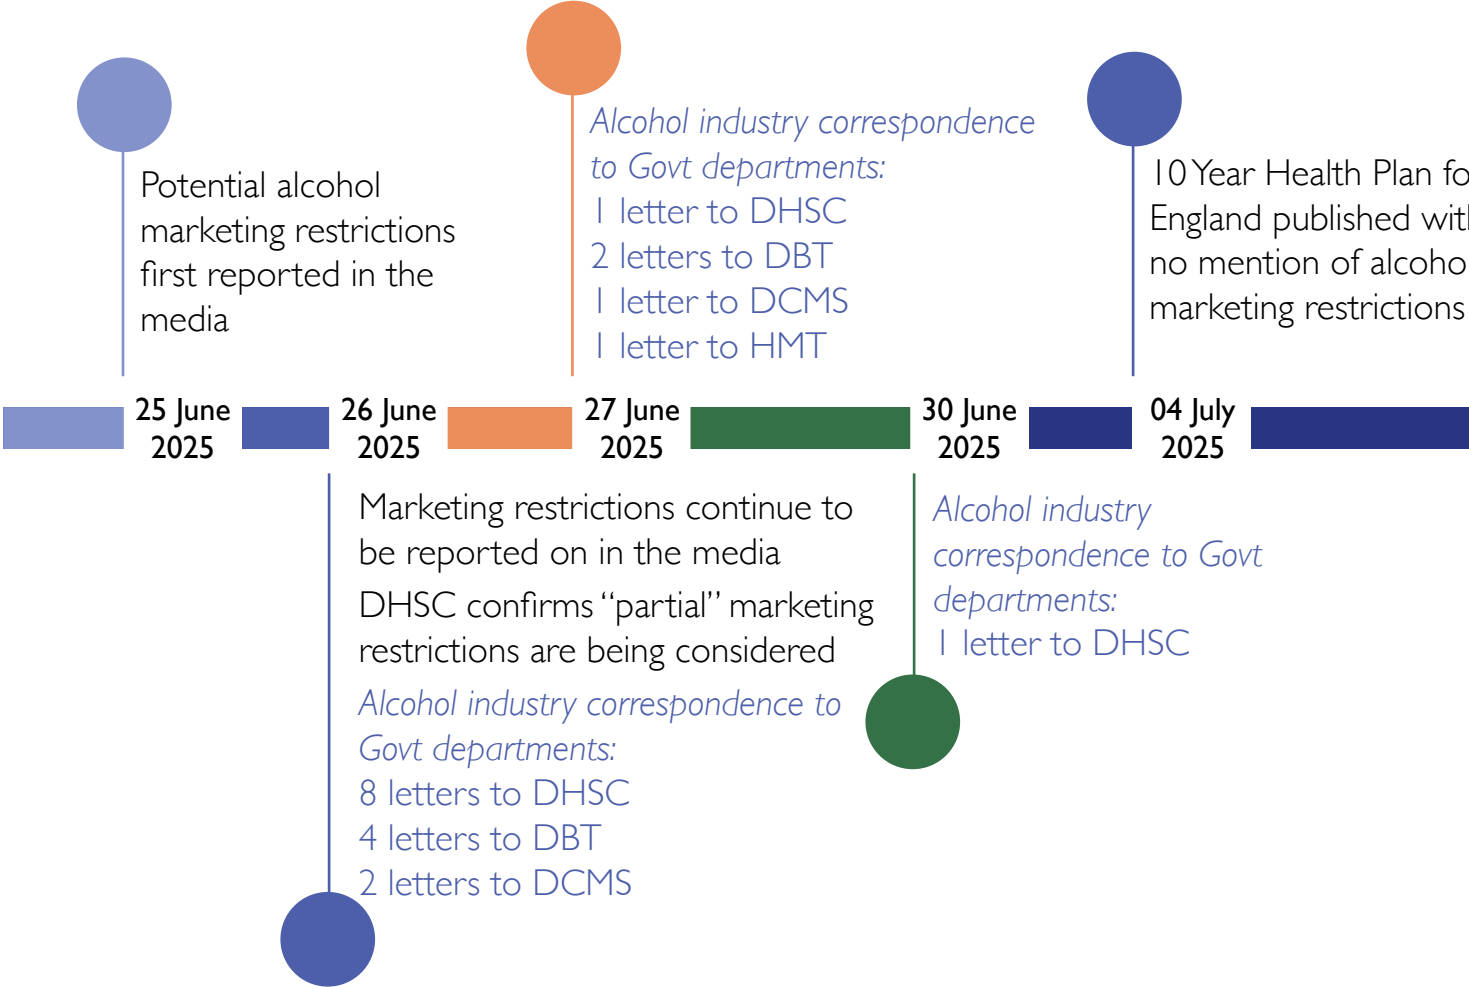 Potential alcohol
marketing restrictions
first reported in the
media
Alcohol industry correspondence
to Govt departments:
1 letter to DHSC
2 letters to DBT
1 letter to DCMS
1 letter to HMT
10 Year Health Plan fo
England published wit
no mention of alcoho
marketing restrictions
25 June
2025
26 June
2025
27 June
2025
30 June
2025
04 July
2025
Marketing restrictions continue to
be reported on in the media
DHSC confirms “partial” marketing
restrictions are being considered
Alcohol industry correspondence to
Govt departments:
8 letters to DHSC
4 letters to DBT
2 letters to DCMS
Alcohol industry
correspondence to Govt
departments:
1 letter to DHSC